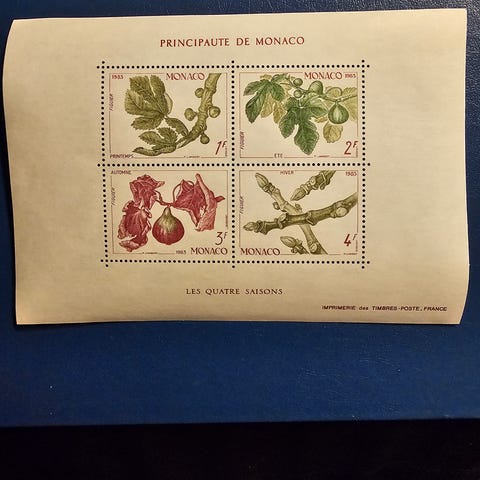 PRINCIPAUTE DE MONACO
1983 MONACO
FIGUIER
1F
PRINTEMPS
MONACO 1983
FIGUIER
2F
ETE
AUTOMNE
FIGUIER
3F
1983 MONACO
HIVER 1983
FIGUIER
4F
MONACO
LES QUATRE SAISONS
IMPRIMERIE des TIMBRES-POSTE, FRANCE